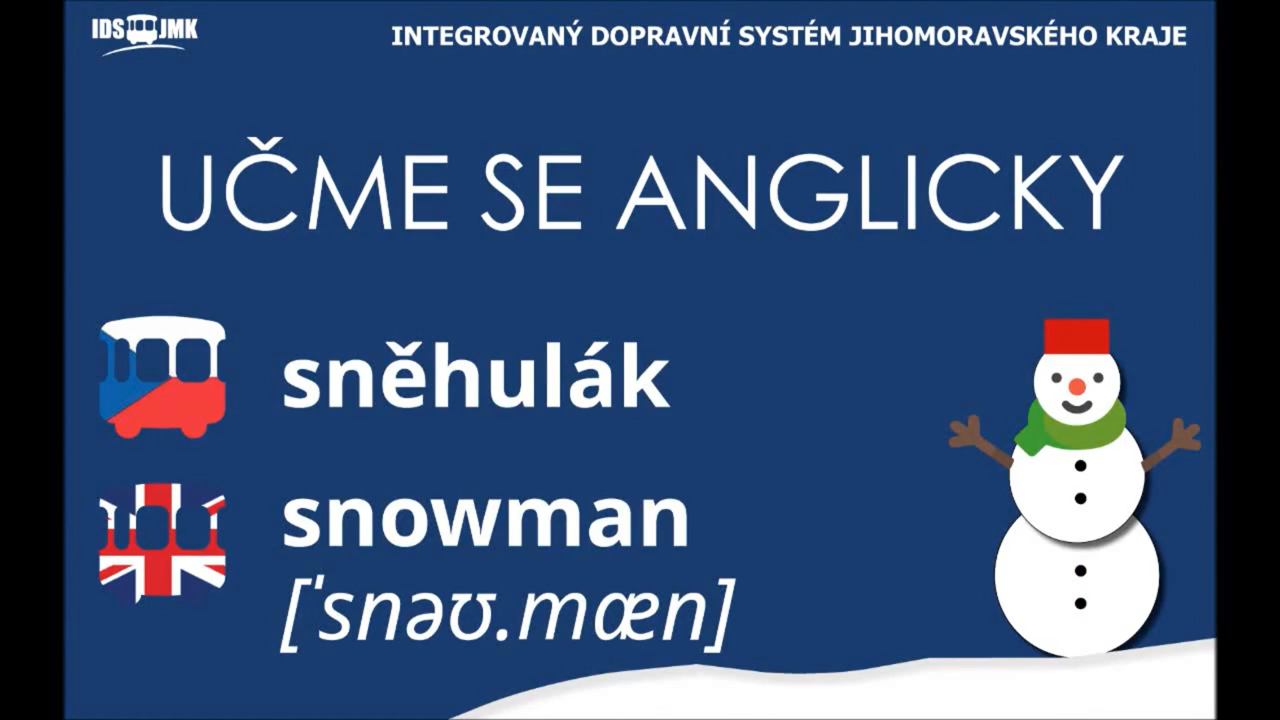 IDS JMK
INTEGROVANÝ DOPRAVNÍ SYSTÉM JIHOMORAVSKÉHO KRAJE
UČME SE ANGLICKY
sněhulák
snowman
[ˈsnəʊ.mæn]